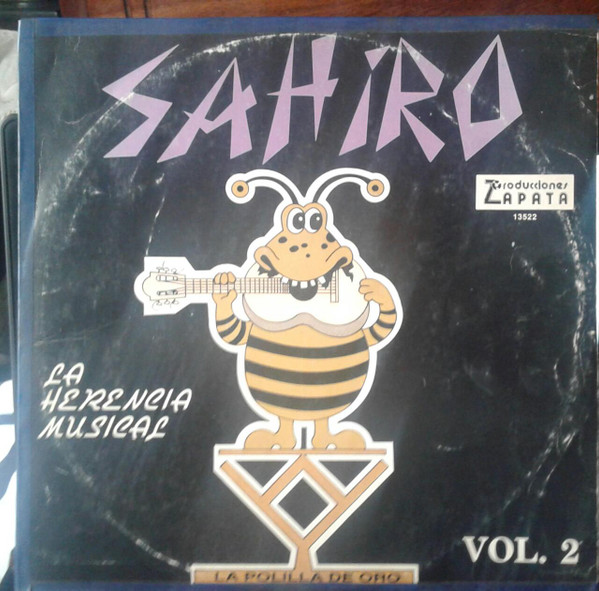 SAHIRO
Producciones
ZAPATA
13522
LA
HERENCIA
MUSICAL
VOL. 2
LA POLILLA DE ORO